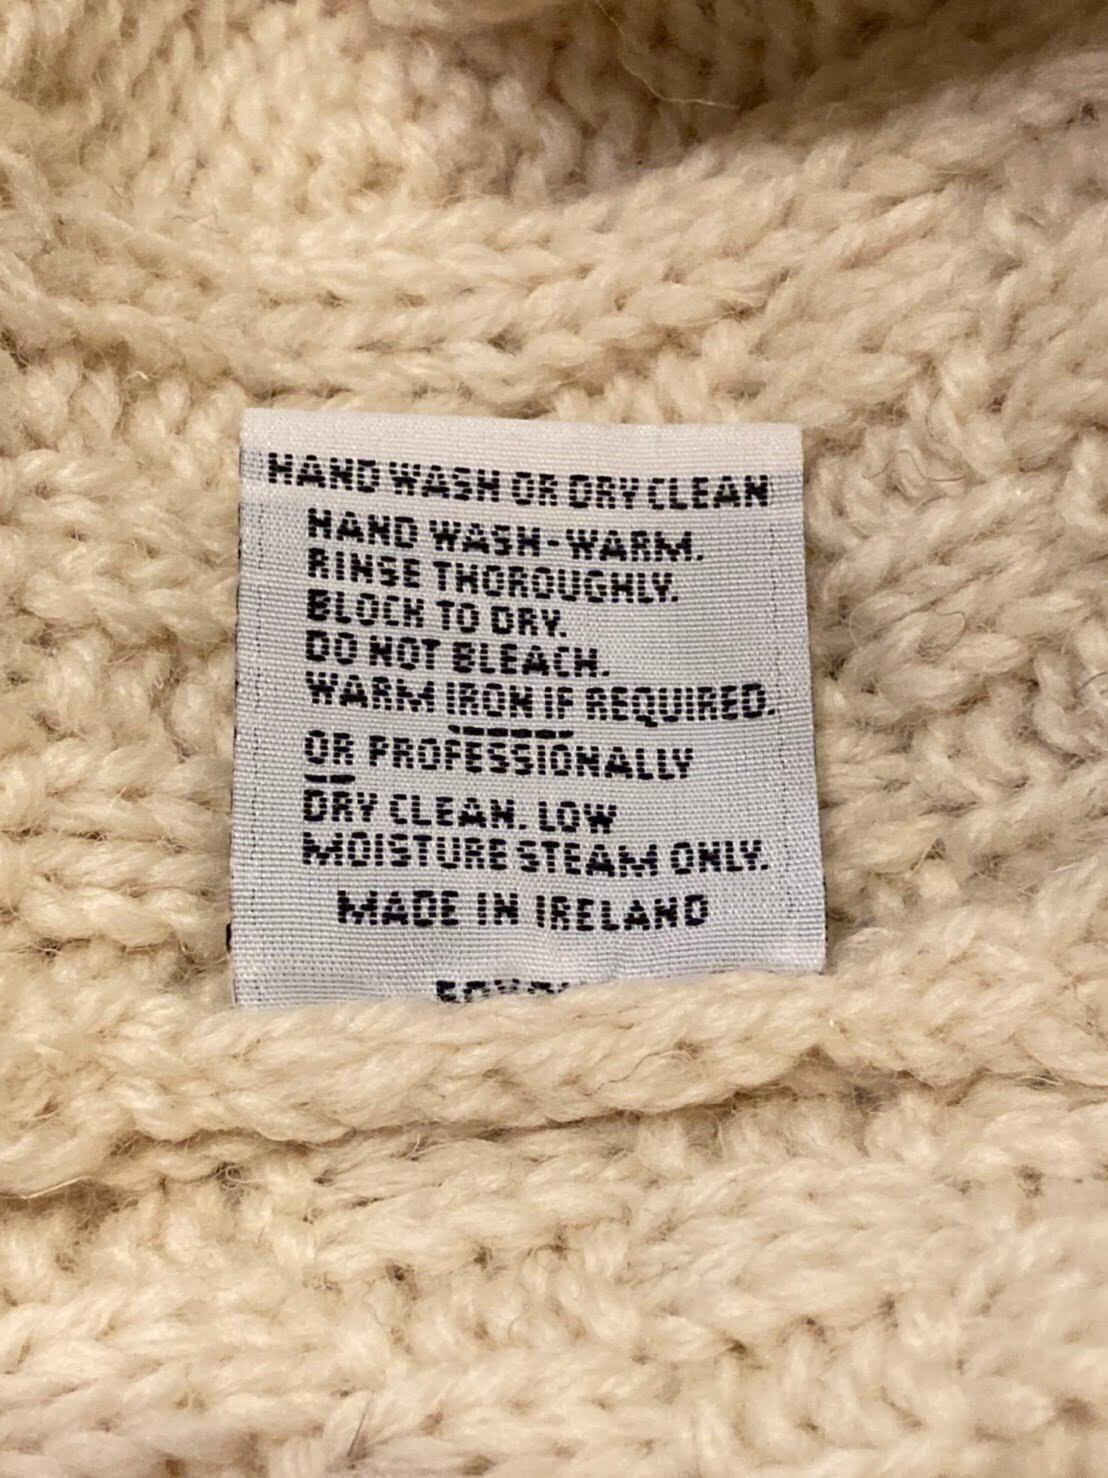 HAND WASH OR DRY CLEAN
HAND WASH-WARM.
RINSE THOROUGHLY.
BLOCK TO DRY.
DO NOT BLEACH.
WARM IRON IF REQUIRED.
OR PROFESSIONALLY
DRY CLEAN. LOW
MOISTURE STEAM ONLY.
MADE IN IRELAND